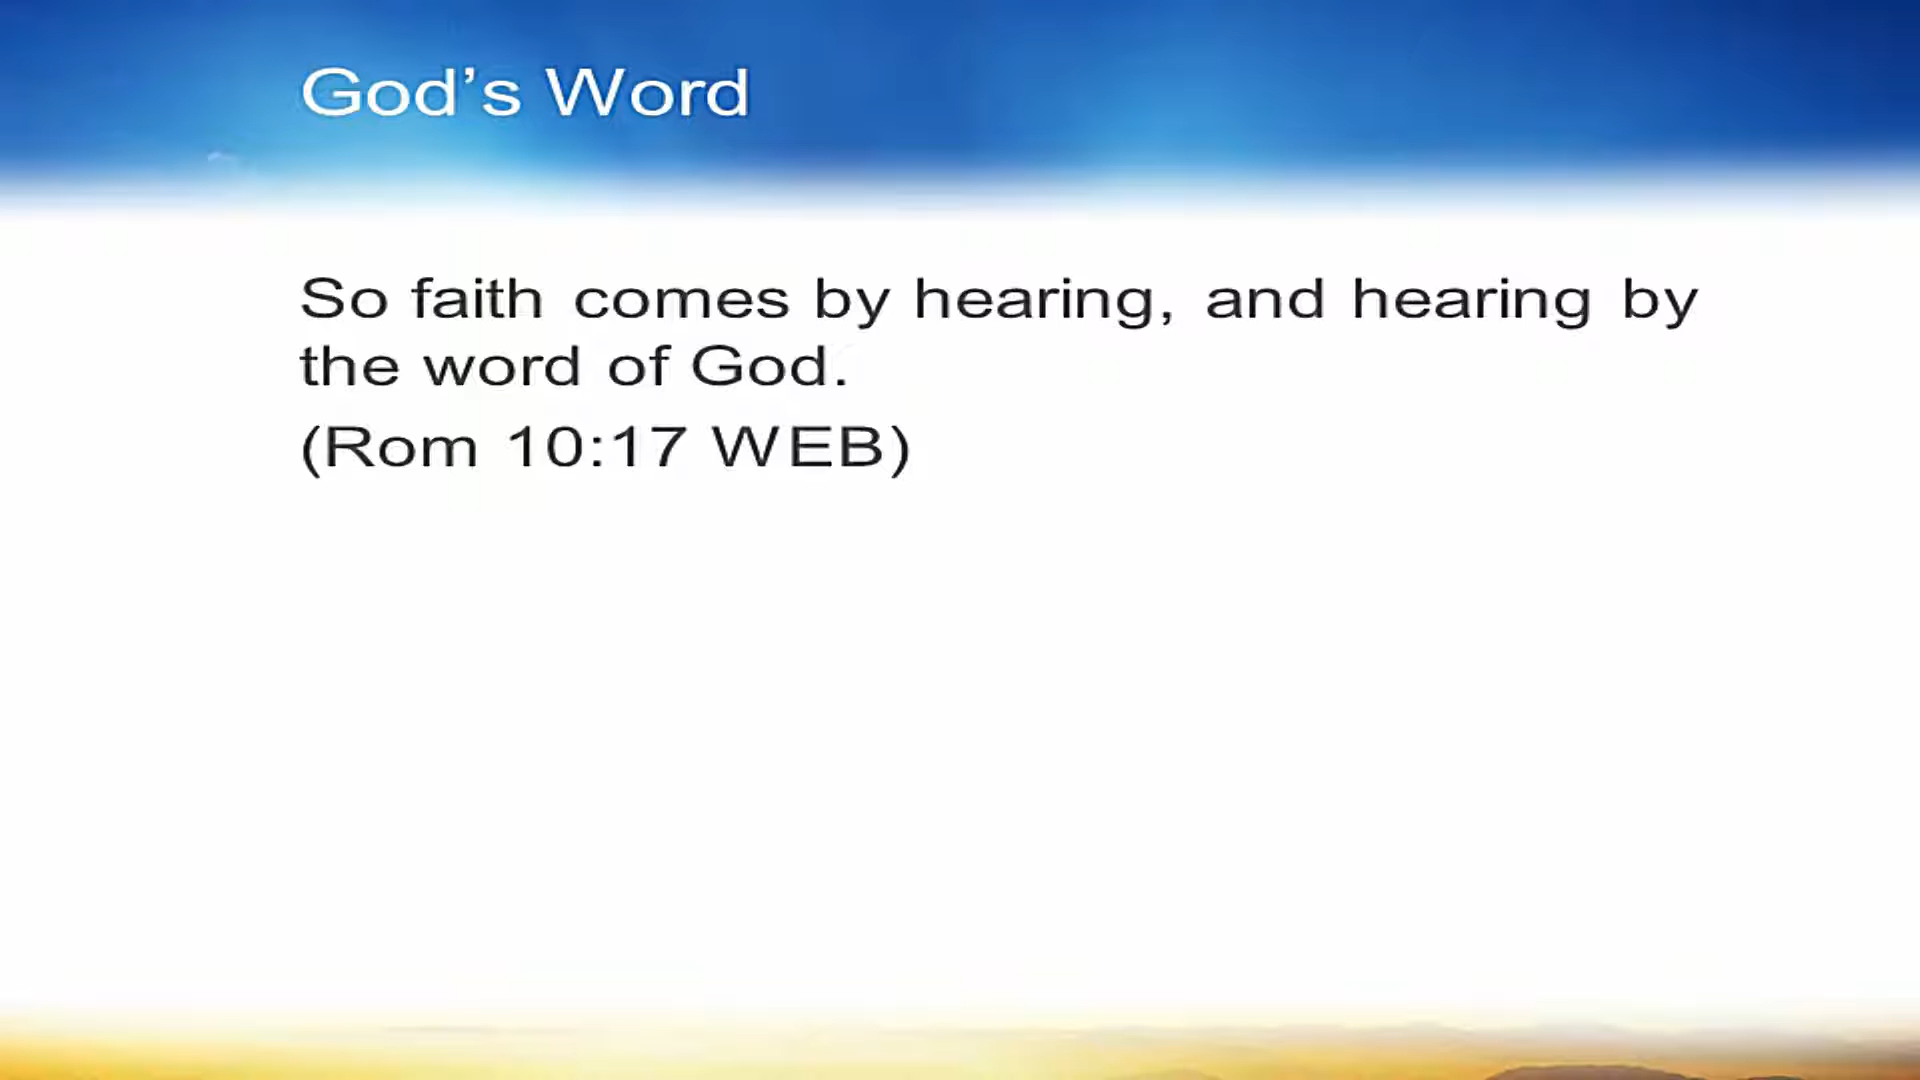 God’s Word
So faith comes by hearing, and hearing by
the word of God.
(Rom 10:17 WEB)